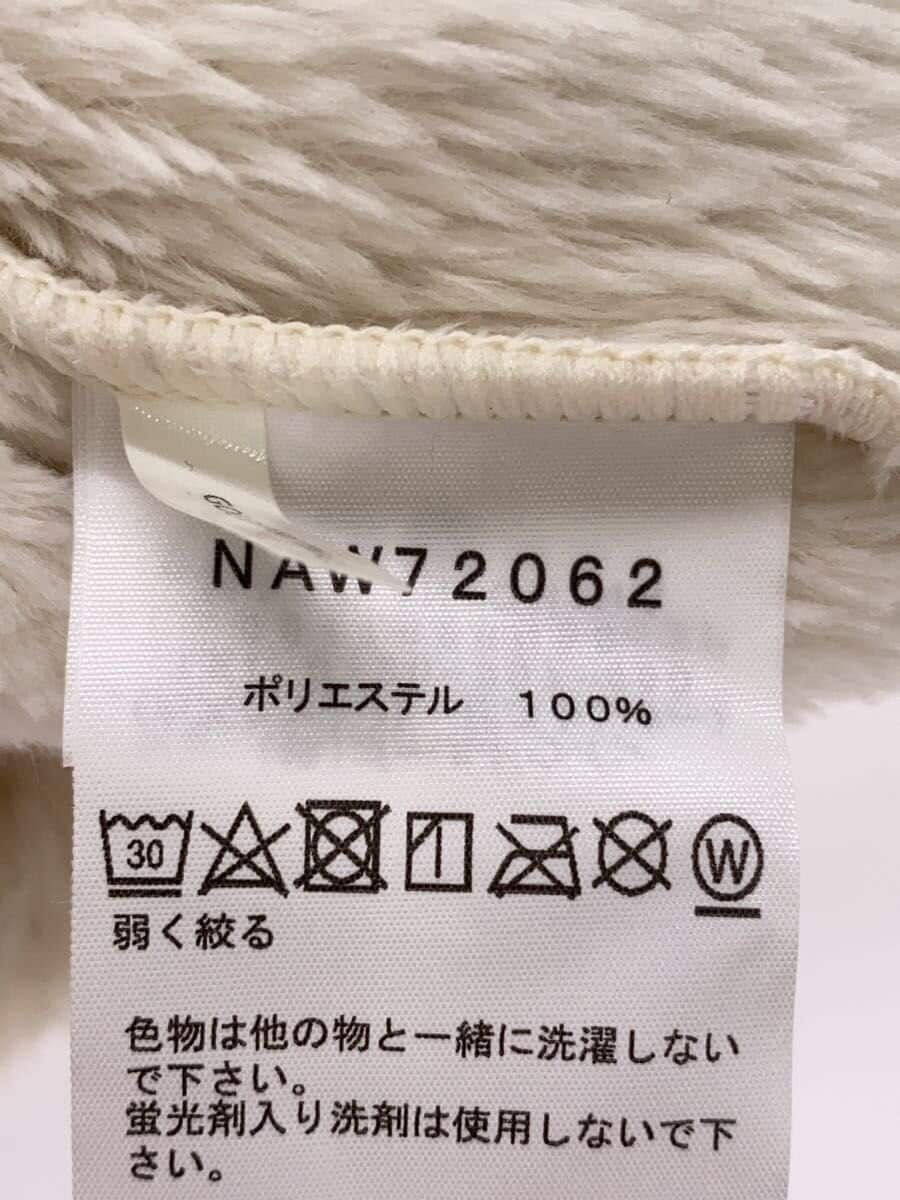 GO
NAW72062
ポリエステル 100%
30
W
弱く絞る
色物は他の物と一緒に洗濯しない
で下さい。
蛍光剤入り洗剤は使用しないで下
さい。